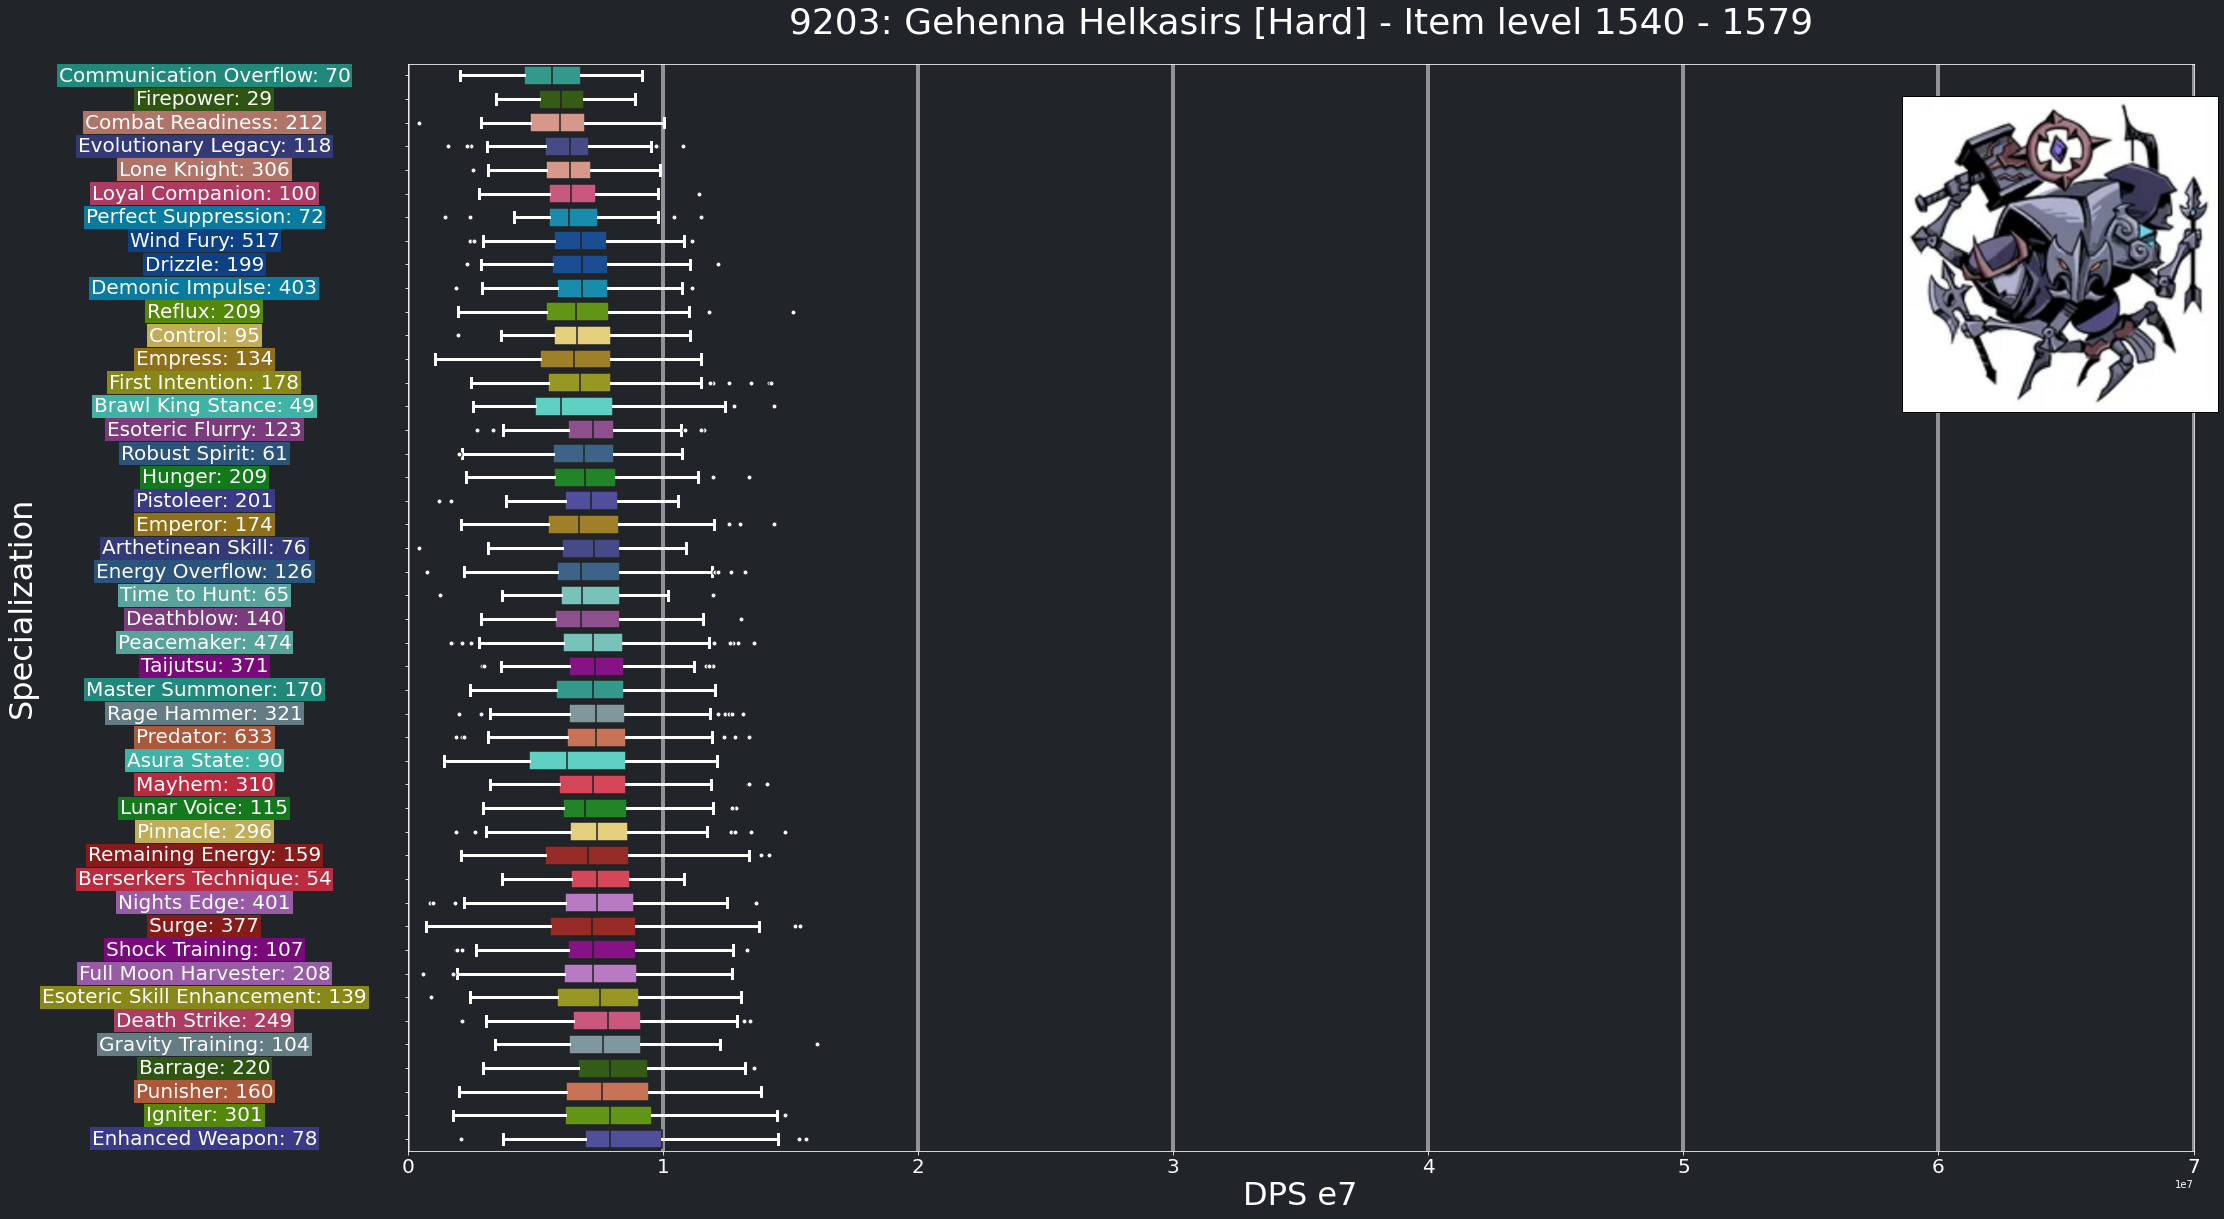 9203: Gehenna Helkasirs [Hard] - Item level 1540 - 1579
Communication Overflow: 70
Firepower: 29
Combat Readiness: 212
Evolutionary Legacy: 118
Lone Knight: 306
Loyal Companion: 100
Perfect Suppression: 72
Wind Fury: 517
Drizzle: 199
Demonic Impulse: 403
Reflux: 209
Control: 95
Empress: 134
First Intention: 178
Brawl King Stance: 49
Esoteric Flurry: 123
Robust Spirit: 61
Hunger: 209
Pistoleer: 201
Emperor: 174
Arthetinean Skill: 76
Energy Overflow: 126
Time to Hunt: 65
Deathblow: 140
Peacemaker: 474
Taijutsu: 371
Master Summoner: 170
Rage Hammer: 321
Predator: 633
Asura State: 90
Mayhem: 310
Lunar Voice: 115
Pinnacle: 296
Remaining Energy: 159
Berserkers Technique: 54
Nights Edge: 401
Surge: 377
Shock Training: 107
Full Moon Harvester: 208
Esoteric Skill Enhancement: 139
Death Strike: 249
Gravity Training: 104
Barrage: 220
Punisher: 160
Igniter: 301
Enhanced Weapon: 78
Specialization
0 1 2 3 4 5 6 7
1e7
DPS e7